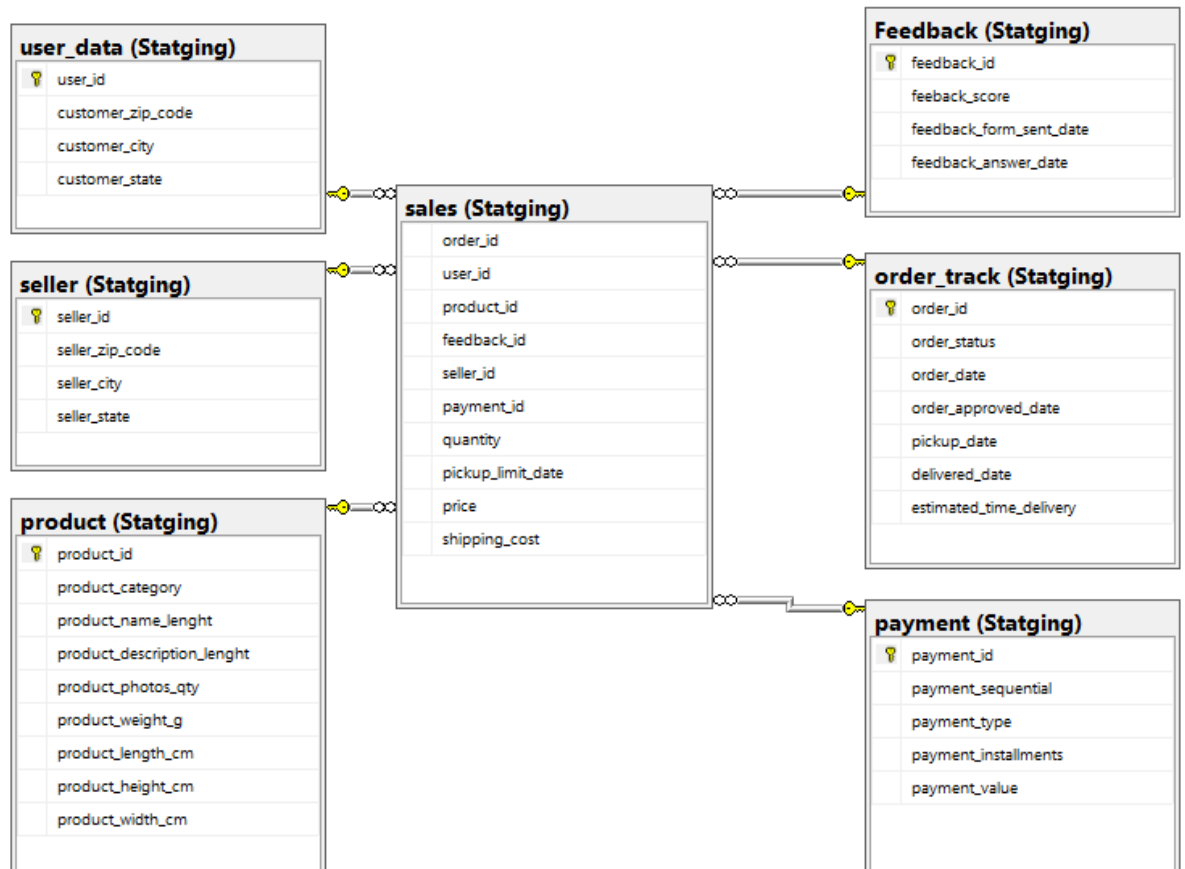 user_data (Statging)
user_id
customer_zip_code
customer_city
customer_state
seller (Statging)
seller_id
seller_zip_code
seller_city
seller_state
product (Statging)
product_id
product_category
product_name_lenght
product_description_lenght
product_photos_qty
product_weight_g
product_length_cm
product_height_cm
product_width_cm
sales (Statging)
order_id
user_id
product_id
feedback_id
seller_id
payment_id
quantity
pickup_limit_date
price
shipping_cost
Feedback (Statging)
feedback_id
feeback_score
feedback_form_sent_date
feedback_answer_date
order_track (Statging)
order_id
order_status
order_date
order_approved_date
pickup_date
delivered_date
estimated_time_delivery
payment (Statging)
payment_id
payment_sequential
payment_type
payment_installments
payment_value